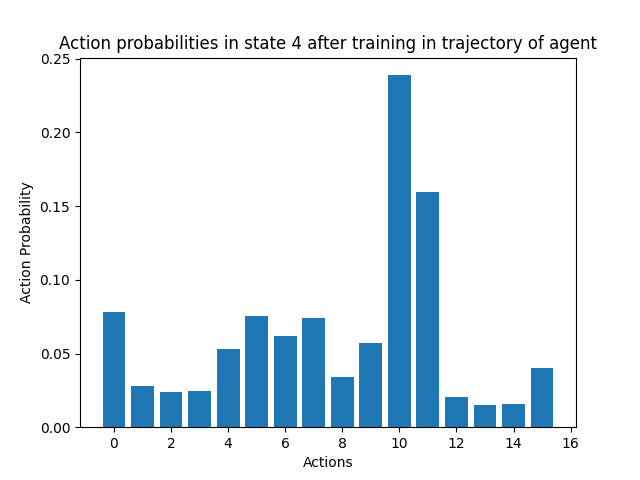 Action probabilities in state 4 after training in trajectory of agent
0.25
0.20
0.15
0.10
0.05
0.00
Action Probability
0 2 4 6 8 10 12 14 16
Actions